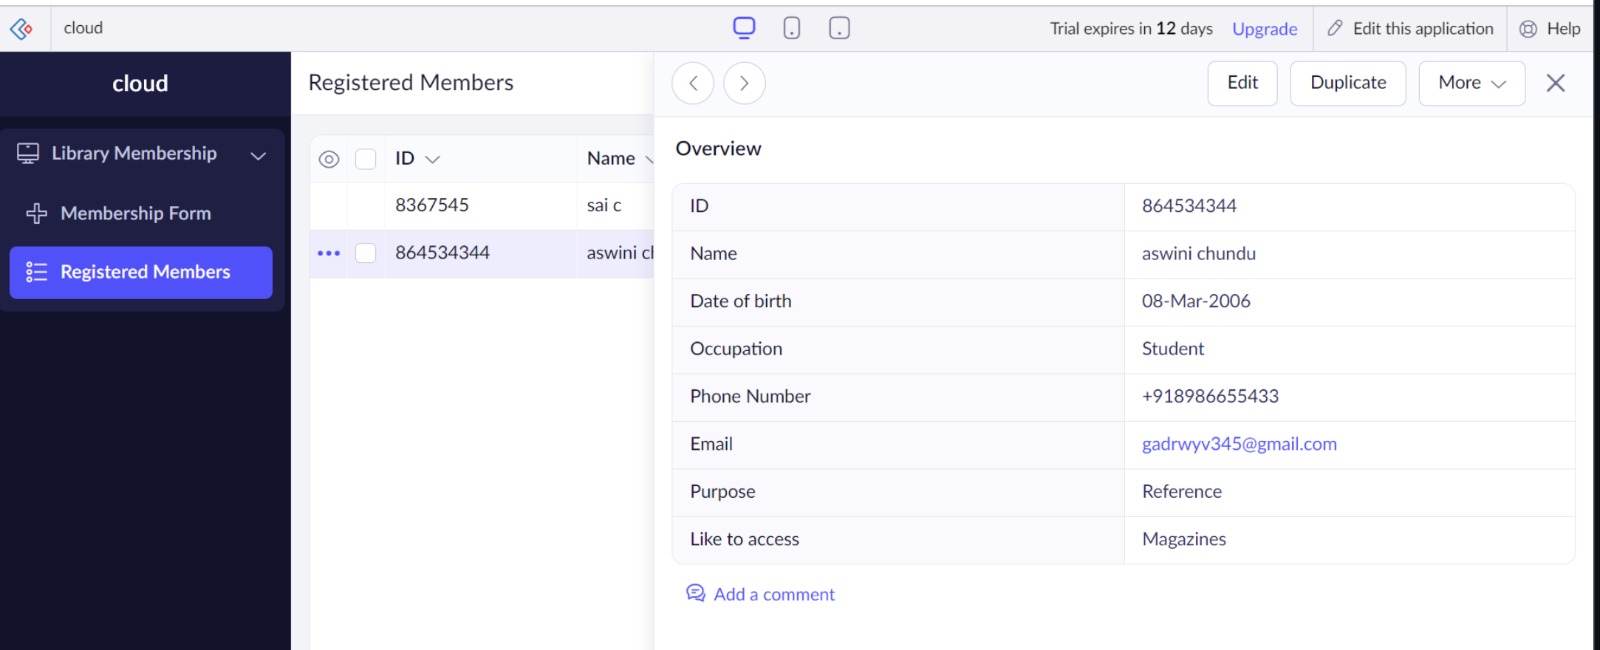 cloud
Trial expires in 12 days Upgrade Edit this application Help
cloud
Library Membership
Membership Form
Registered Members
Registered Members
ID Name
8367545 sai c
864534344 aswini
Edit Duplicate More
Overview
ID 864534344
Name aswini chundu
Date of birth 08-Mar-2006
Occupation Student
Phone Number +918986655433
Email gadrwyv345@gmail.com
Purpose Reference
Like to access Magazines
Add a comment